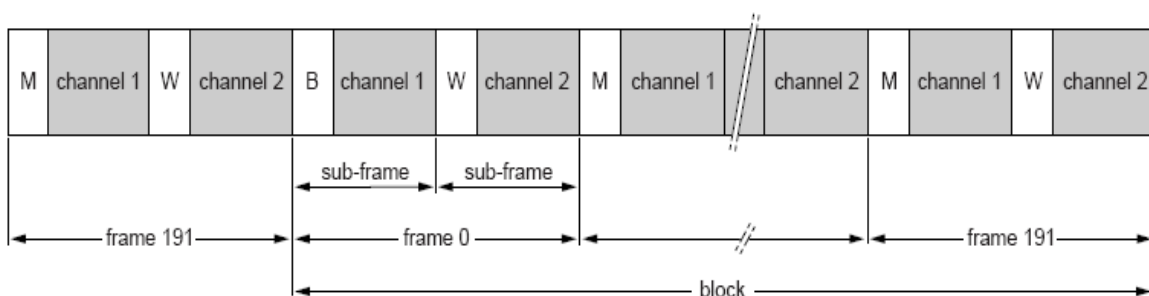 M channel 1 W channel 2 B channel 1 W channel 2 M channel 1 channel 2 M channel 1 W channel 2
sub-frame sub-frame
frame 191 frame 0 frame 191
block